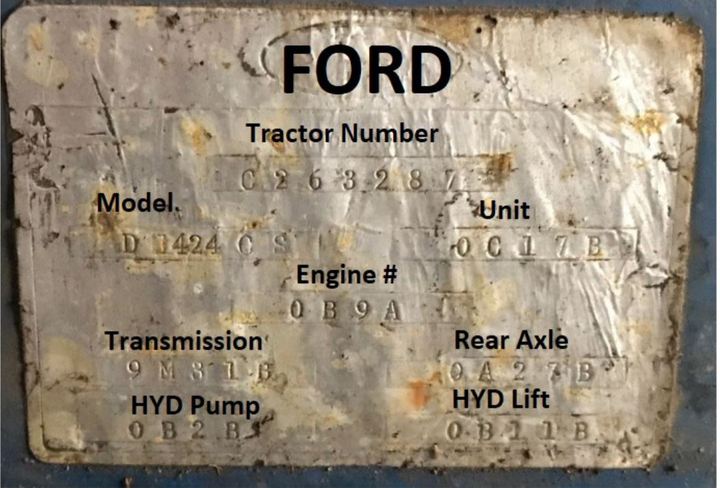 FORD
Tractor Number
C263287
Model. Unit
D1424CS 0C17B
Engine #
0B9A
Transmission Rear Axle
9M31B 0A27B
HYD Pump HYD Lift
0B2B 0B11B